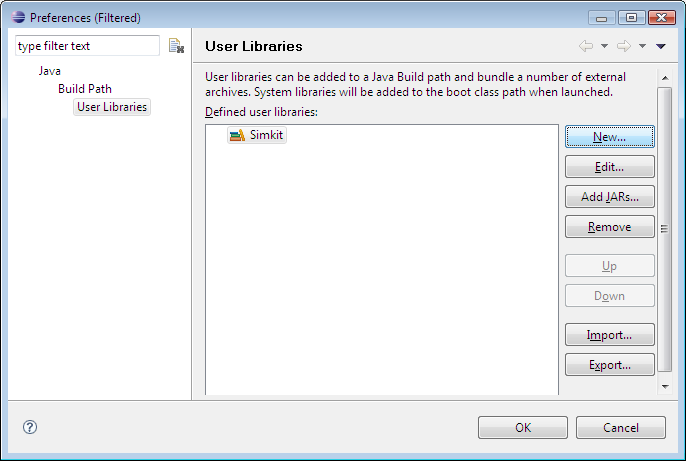 Preferences (Filtered)
type filter text
Java
Build Path
User Libraries
User Libraries
User libraries can be added to a Java Build path and bundle a number of external
archives. System libraries will be added to the boot class path when launched.
Defined user libraries:
Simkit
New...
Edit...
Add JARs...
Remove
Up
Down
Import...
Export...
?
OK
Cancel